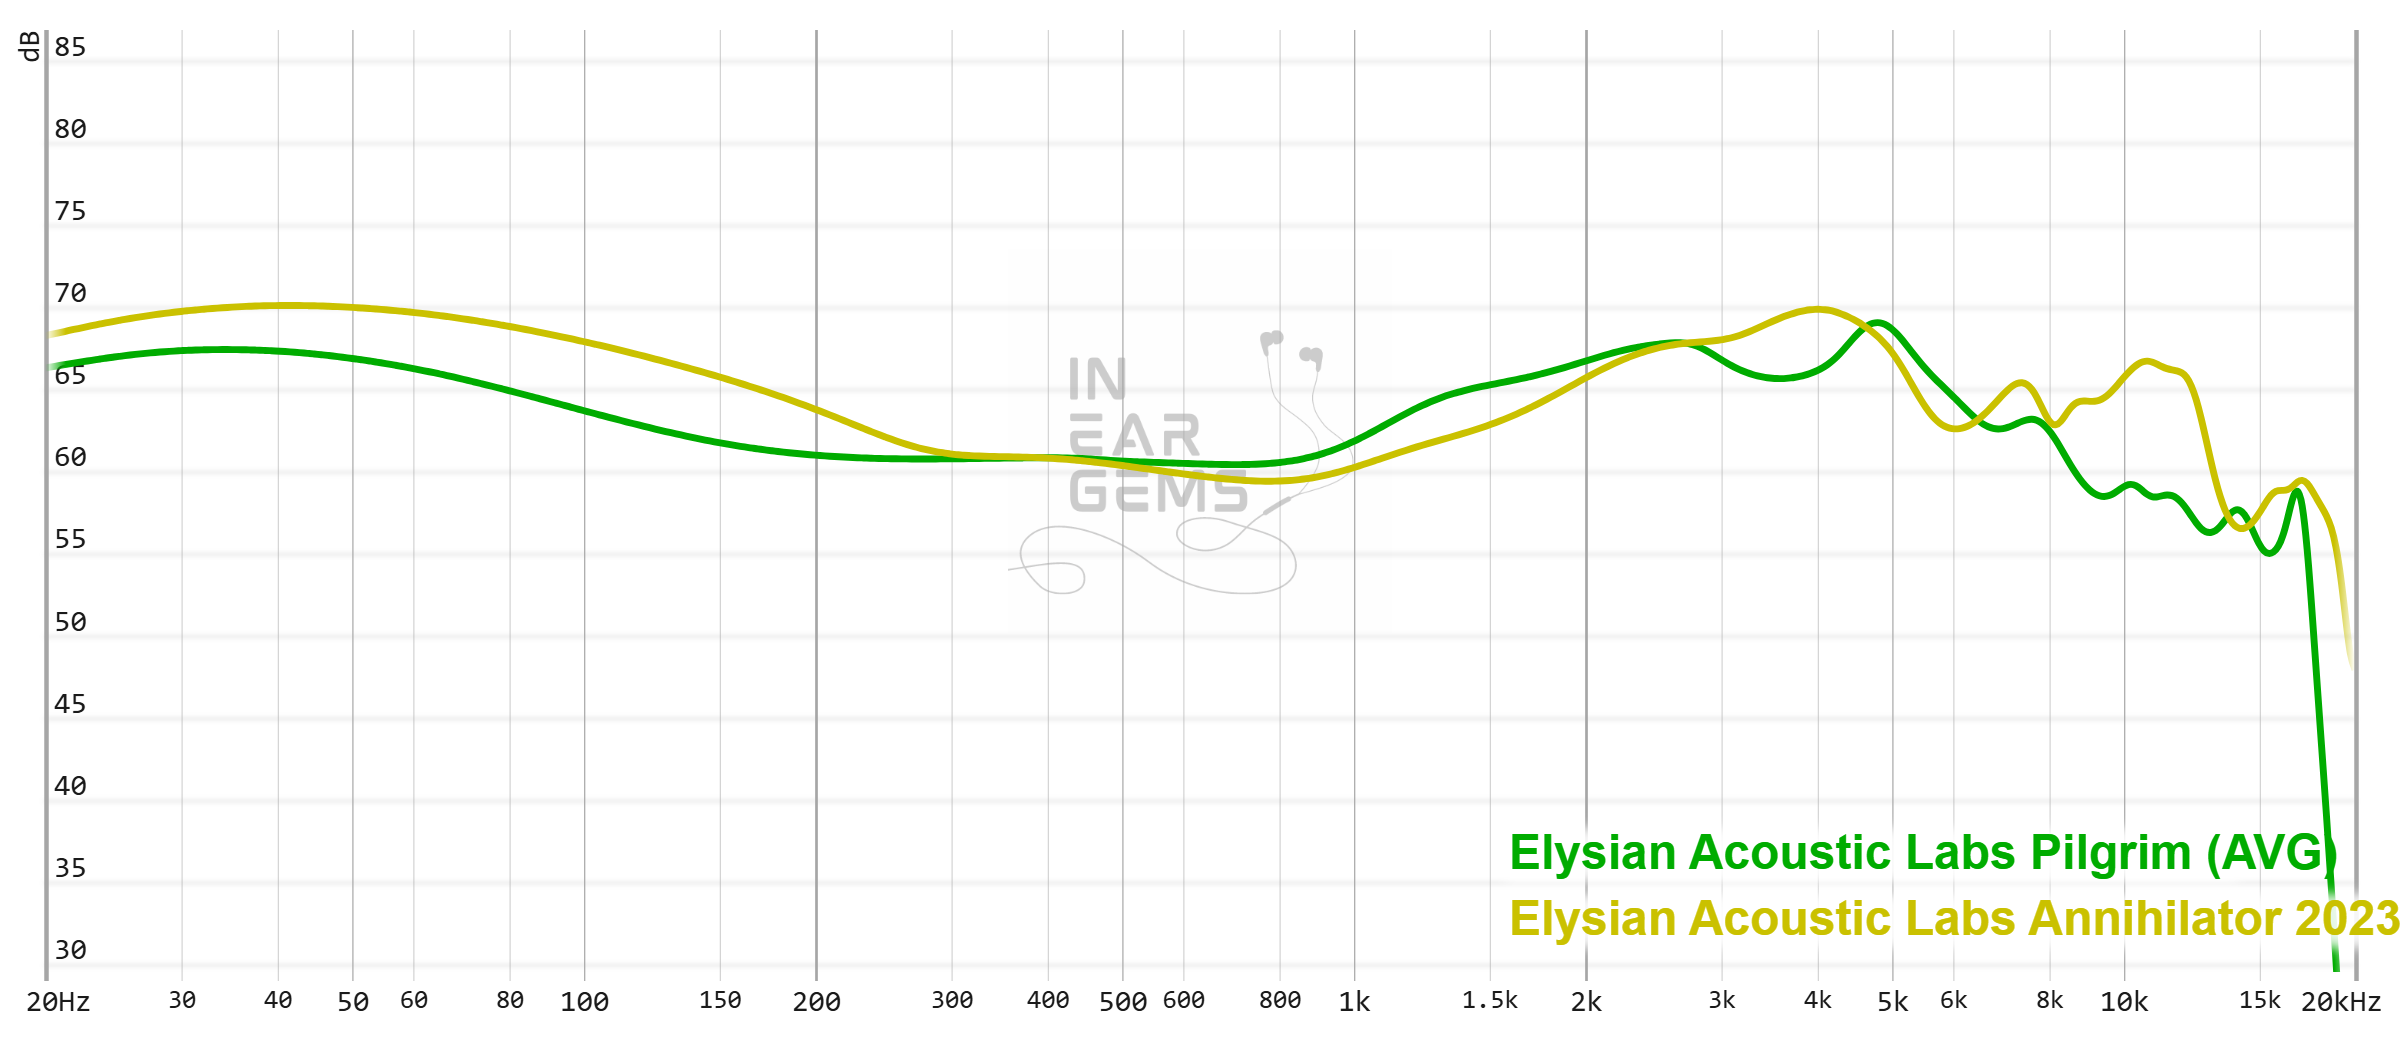 dB
85
80
75
70
65
60
55
50
45
40
35
30
IN
EAR
GEMS
Elysian Acoustic Labs Pilgrim (AVG)
Elysian Acoustic Labs Annihilator 2023
20Hz 30 40 50 60 80 100 150 200 300 400 500 600 800 1k 1.5k 2k 3k 4k 5k 6k 8k 10k 15k 20kHz